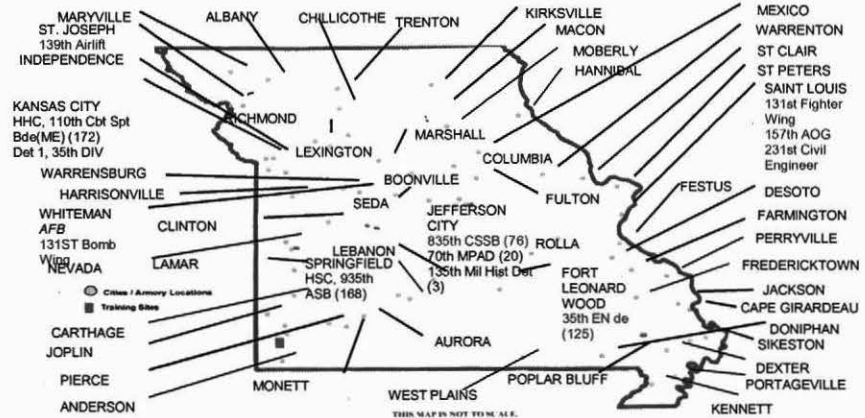 MARYVILLE
ST. JOSEPH
139th Airlift
INDEPENDENCE
ALBANY
CHILLICOTHE
TRENTON
KIRKSVILLE
MACON
MOBERLY
HANNIBAL
MEXICO
WARRENTON
ST CLAIR
ST PETERS
SAINT LOUIS
131st Fighter
Wing
157th AOG
231st Civil
Engineer
KANSAS CITY
HHC, 110th Cbt Spt
Bde(ME) (172)
Det 1, 35th DIV
RICHMOND
LEXINGTON
MARSHALL
COLUMBIA
BOONVILLE
FULTON
WARRENSBURG
HARRISONVILLE
WHITEMAN
AFB
131ST Bomb
Wing
CLINTON
SEDA
JEFFERSON
CITY
835th CSSB (76)
70th MPAD (20)
135th Mil Hist Det
(3)
FESTUS
DESOTO
FARMINGTON
PERRYVILLE
FREDERICKTOWN
JACKSON
CAPE GIRARDEAU
NEVADA
LAMAR
LEBANON
SPRINGFIELD
HSC, 935th
ASB (168)
ROLLA
FORT
LEONARD
WOOD
35th EN de
(125)
Cities / Armory Locations
Training Sites
CARTHAGE
JOPLIN
PIERCE
ANDERSON
MONETT
AURORA
WEST PLAINS
POPLAR BLUFF
DONIPHAN
SIKESTON
DEXTER
PORTAGEVILLE
KENNETT
THIS MAP IS NOT TO SCALE.